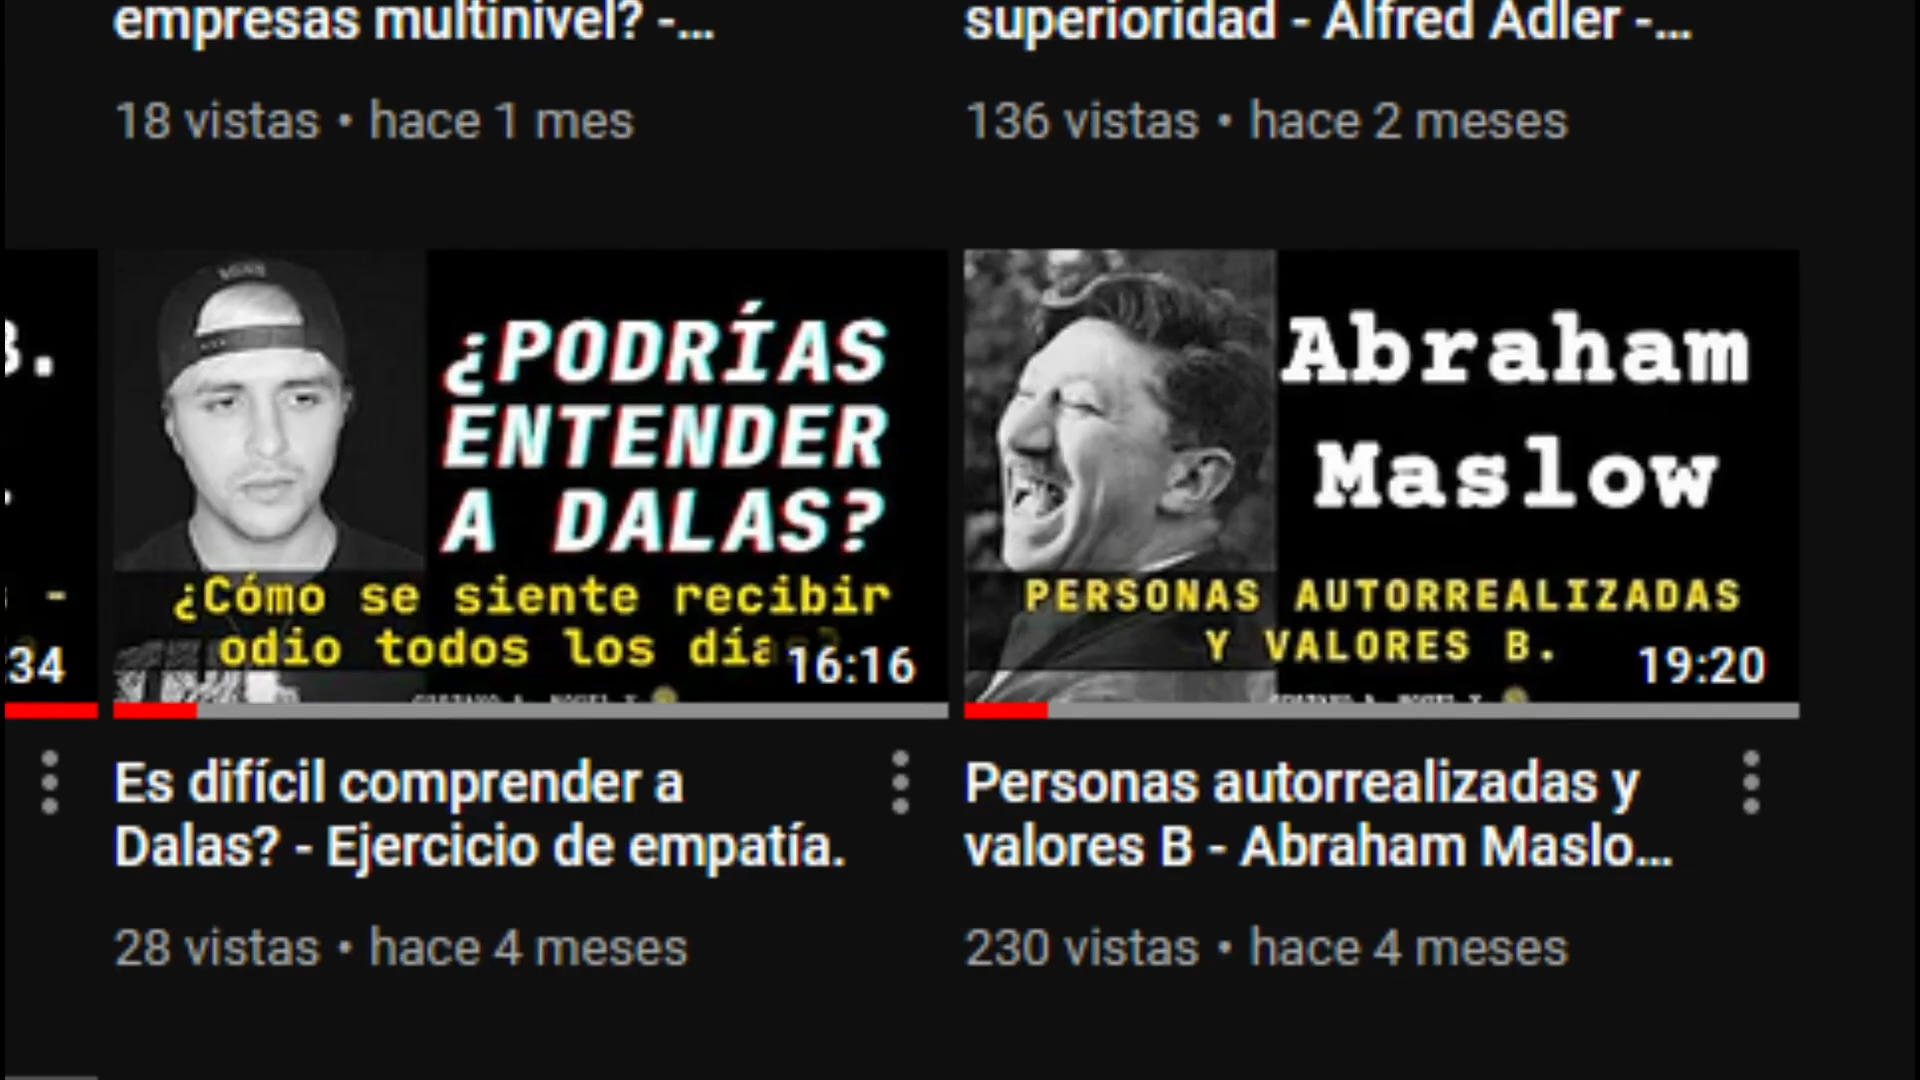 empresas multinivel? -...
18 vistas • hace 1 mes
superioridad - Alfred Adler -...
136 vistas • hace 2 meses
B.
-
:34
¿PODRÍAS
ENTENDER
A DALAS?
¿Cómo se siente recibir
odio todos los días?
16:16
Es difícil comprender a
Dalas? - Ejercicio de empatía.
28 vistas • hace 4 meses
Abraham
Maslow
PERSONAS AUTORREALIZADAS
Y VALORES B.
19:20
Personas autorrealizadas y
valores B - Abraham Maslo...
230 vistas • hace 4 meses